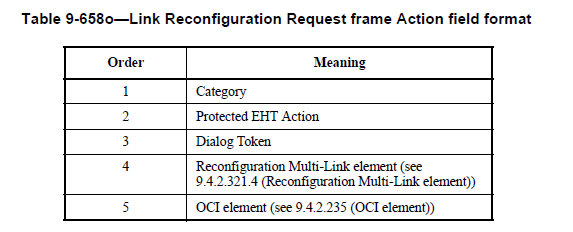 Table 9-658o—Link Reconfiguration Request frame Action field format
Order Meaning
1 Category
2 Protected EHT Action
3 Dialog Token
4 Reconfiguration Multi-Link element (see
9.4.2.321.4 (Reconfiguration Multi-Link element))
5 OCI element (see 9.4.2.235 (OCI element))